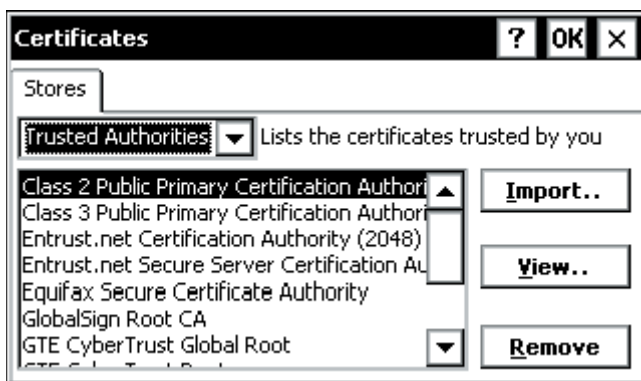 Certificates ? OK ×
Stores
Trusted Authorities Lists the certificates trusted by you
Class 2 Public Primary Certification Authori
Class 3 Public Primary Certification Authori
Entrust.net Certification Authority (2048)
Entrust.net Secure Server Certification Au
Equifax Secure Certificate Authority
GlobalSign Root CA
GTE CyberTrust Global Root
Import..
View..
Remove